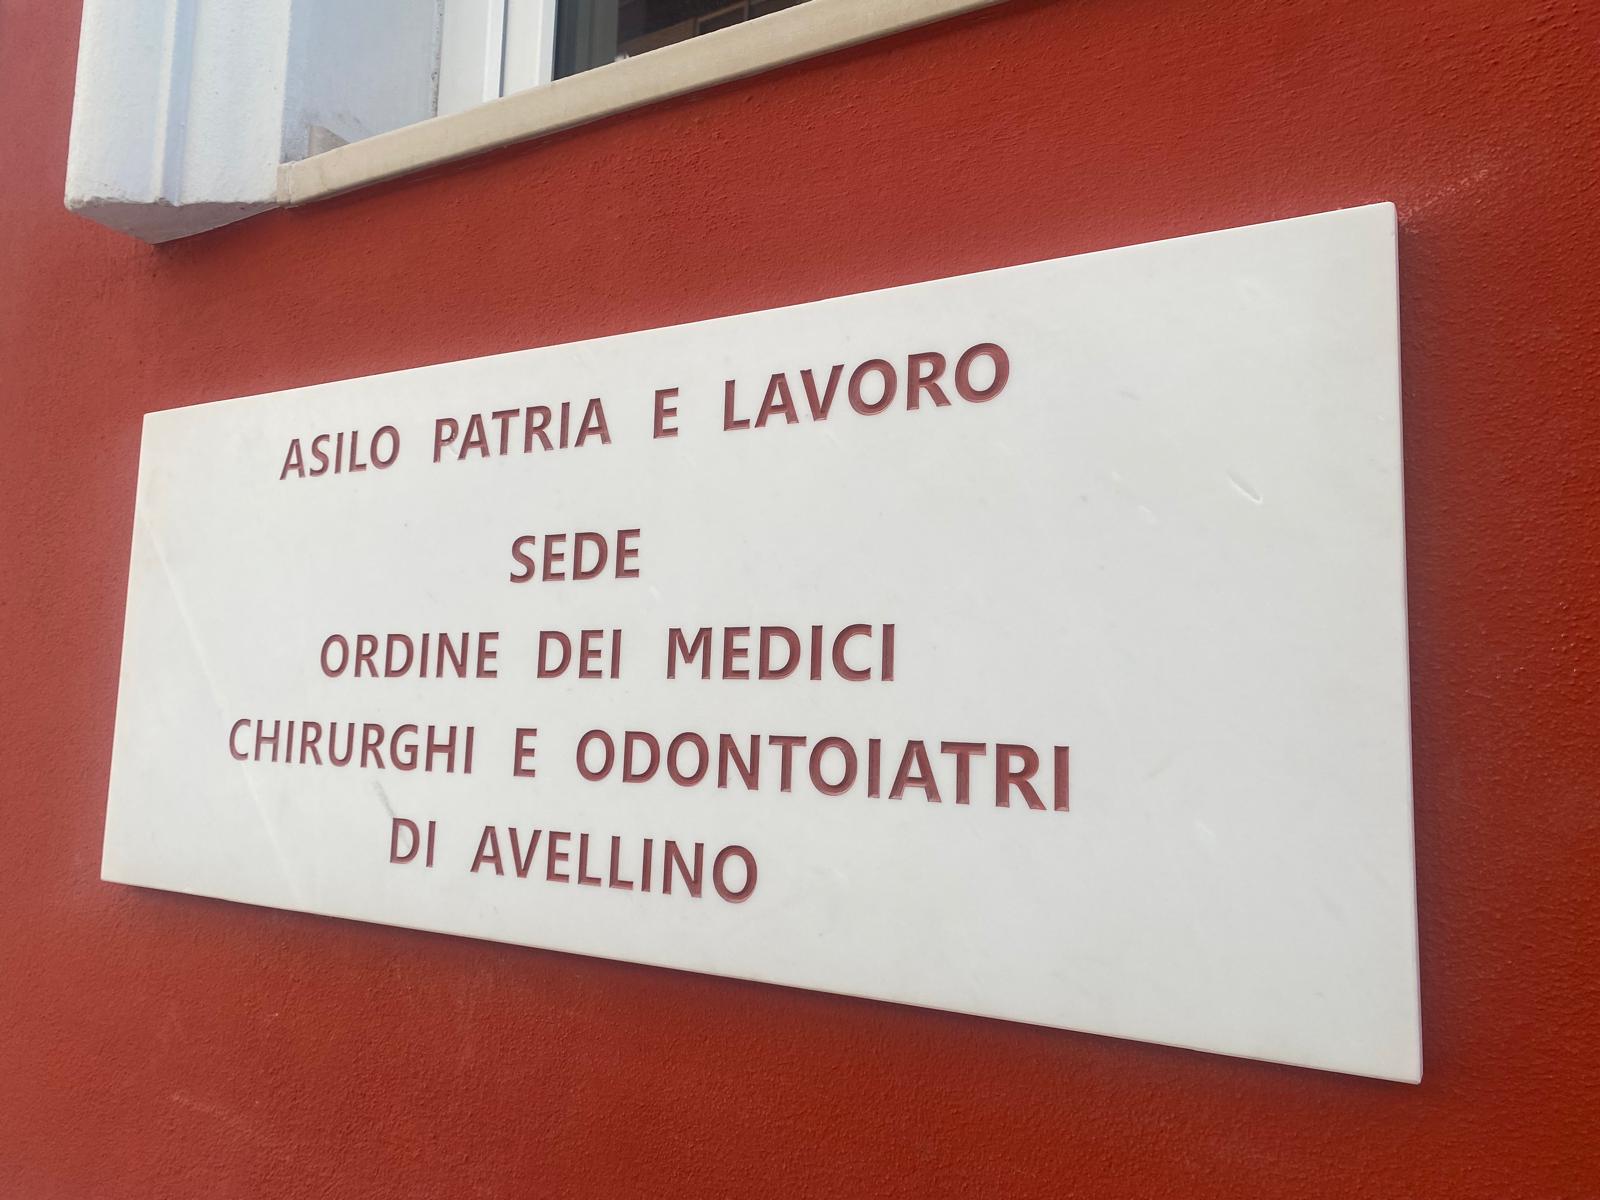 ASILO PATRIA E LAVORO
SEDE
ORDINE DEI MEDICI
CHIRURGHI E ODONTOIATRI
DI AVELLINO